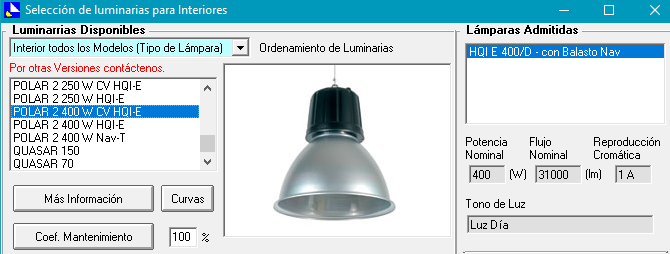 Selección de luminarias para Interiores
Luminarias Disponibles
Interior todos los Modelos (Tipo de Lámpara)
Ordenamiento de Luminarias
Por otras Versiones contáctenos.
POLAR 2 250 W CV HQI-E
POLAR 2 250 W HQI-E
POLAR 2 400 W CV HQI-E
POLAR 2 400 W HQI-E
POLAR 2 400 W Nav-T
QUASAR 150
QUASAR 70
Más Información
Curvas
Coef. Mantenimiento
100 %
Lámparas Admitidas
HQI E 400/D - con Balasto Nav
Potencia Nominal
Flujo Nominal
Reproducción Cromática
400 (W) 31000 (lm) 1 A
Tono de Luz
Luz Día